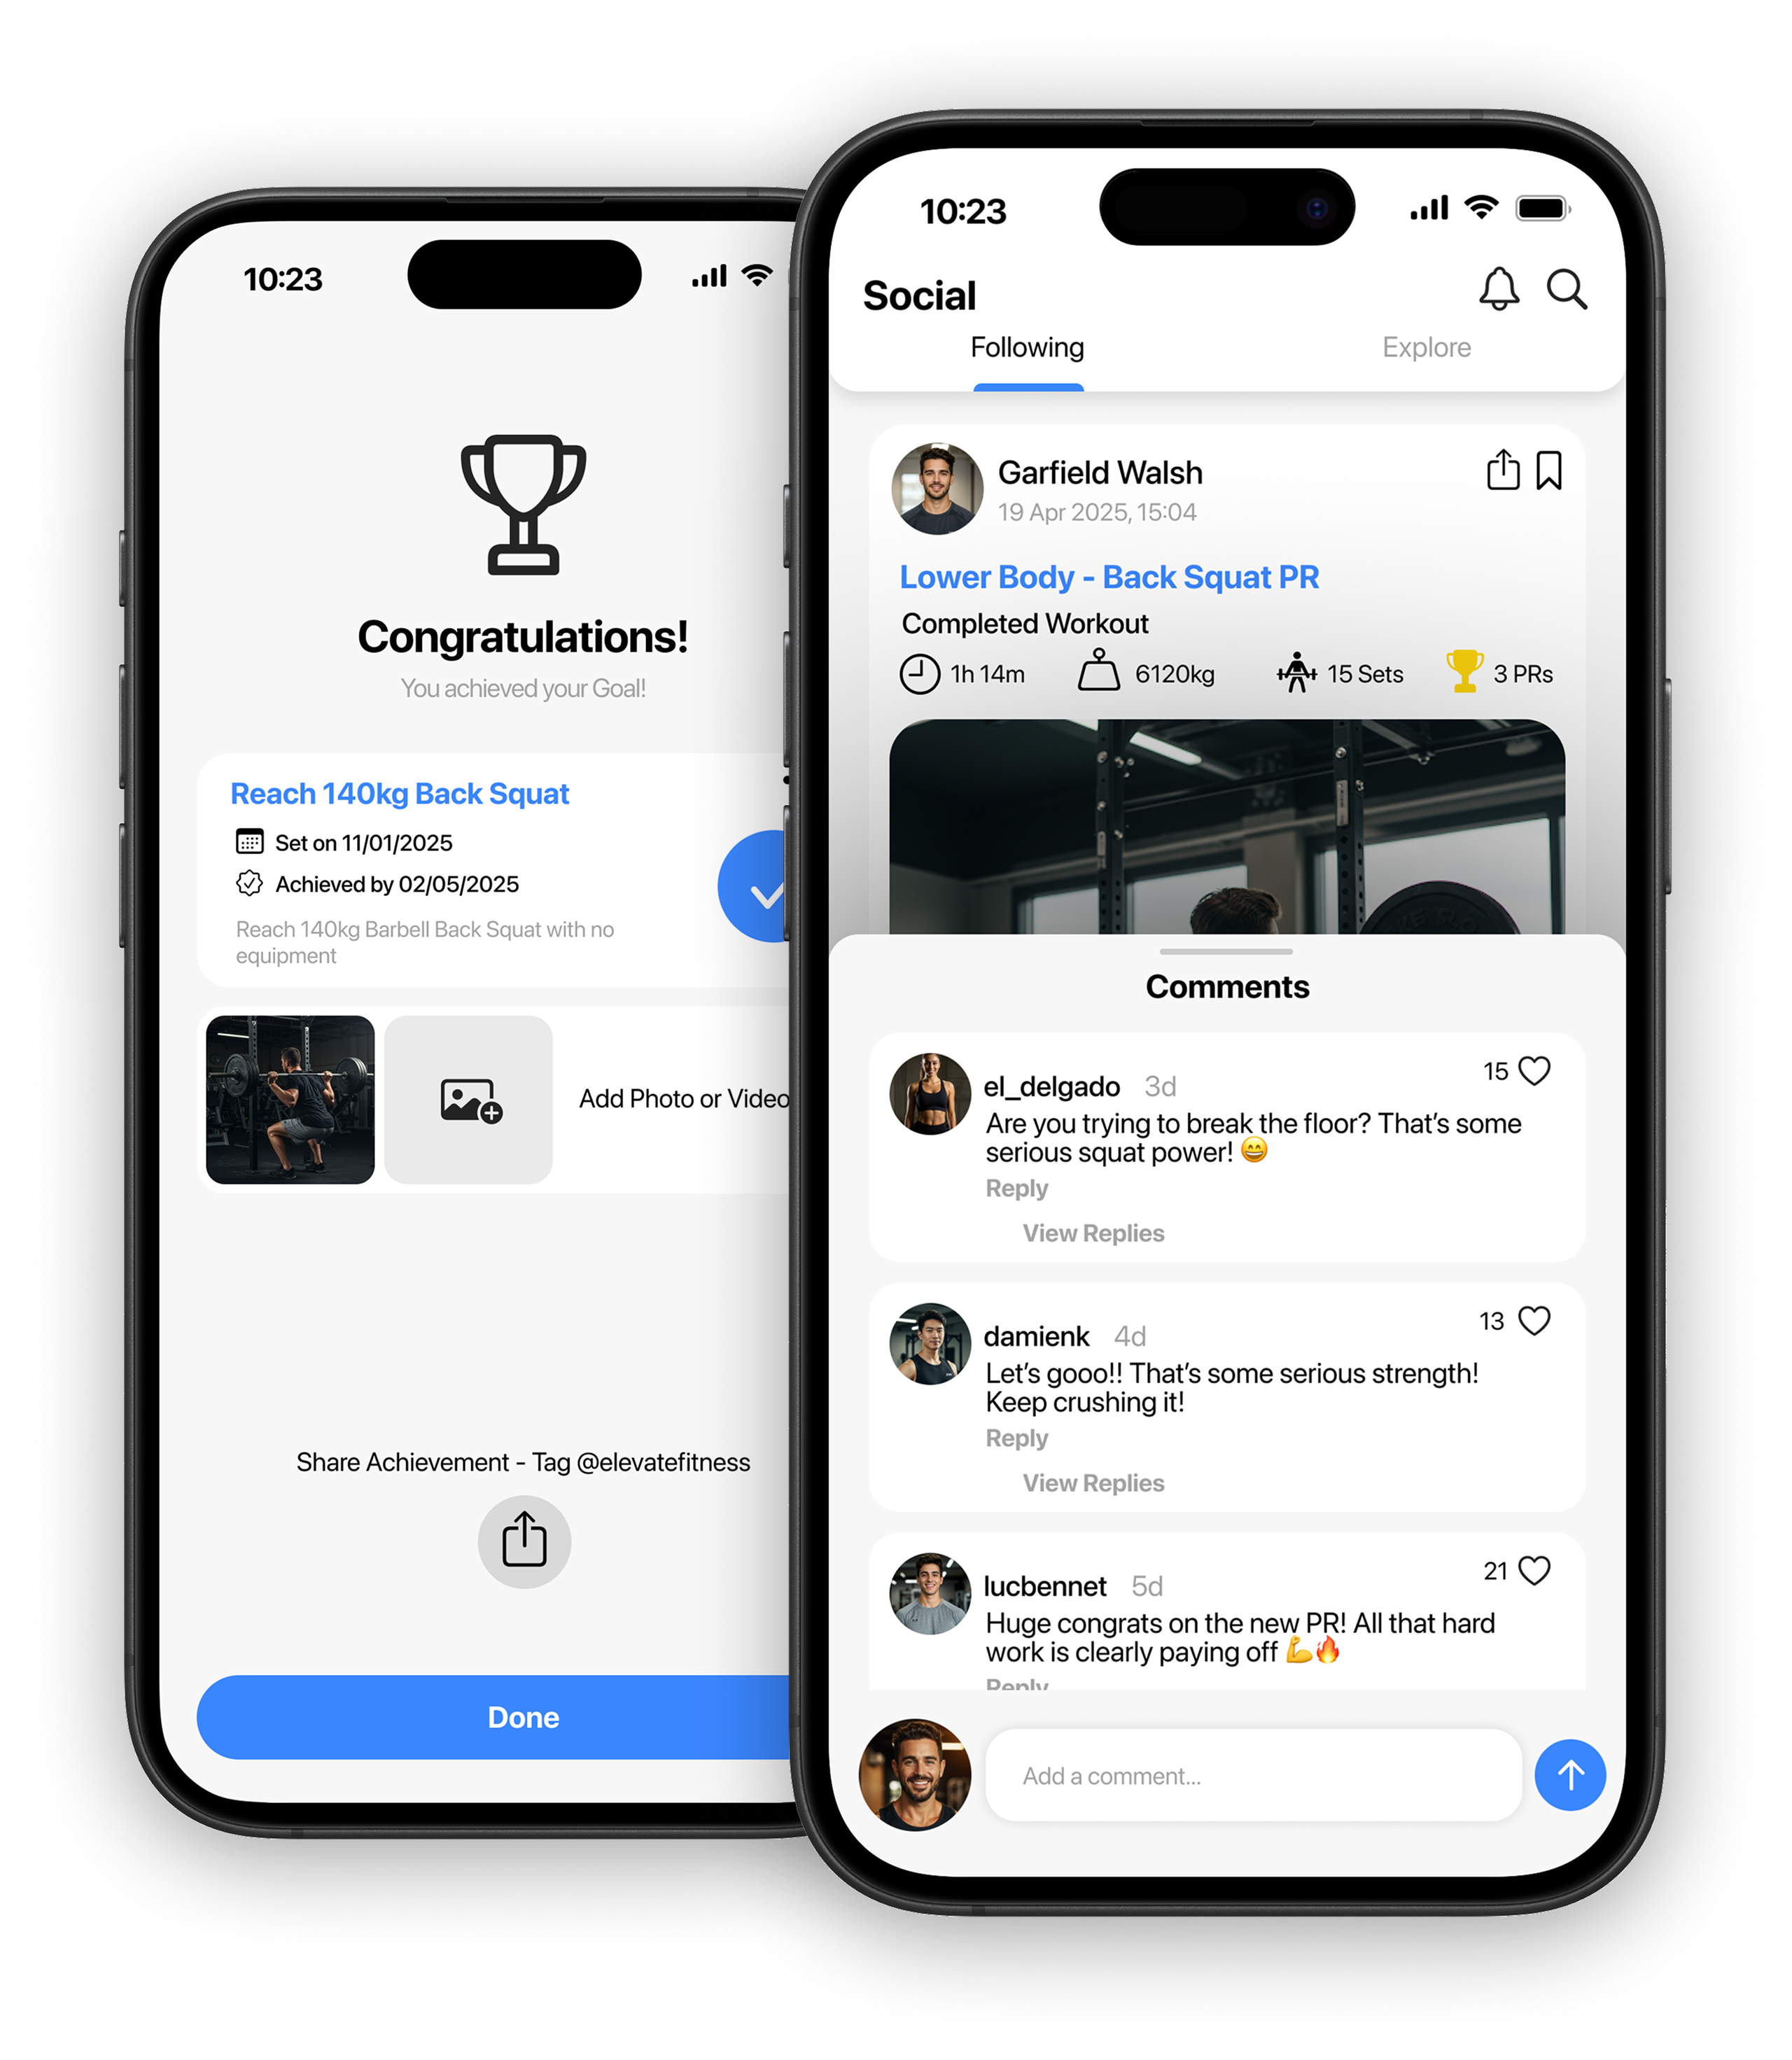 10:23
Congratulations!
You achieved your Goal!
Reach 140kg Back Squat
Set on 11/01/2025
Achieved by 02/05/2025
Reach 140kg Barbell Back Squat with no
equipment
Add Photo or Video
Share Achievement - Tag @elevatefitness
Done
10:23
Social
Following
Explore
Garfield Walsh
19 Apr 2025, 15:04
Lower Body - Back Squat PR
Completed Workout
1h 14m
6120kg
15 Sets
3 PRs
Comments
el_delgado 3d
15
Are you trying to break the floor? That's some
serious squat power! 😄
Reply
View Replies
damienk 4d
13
Let's gooo!! That's some serious strength!
Keep crushing it!
Reply
View Replies
lucbennet 5d
21
Huge congrats on the new PR! All that hard
work is clearly paying off 💪🔥
Reply
Add a comment...